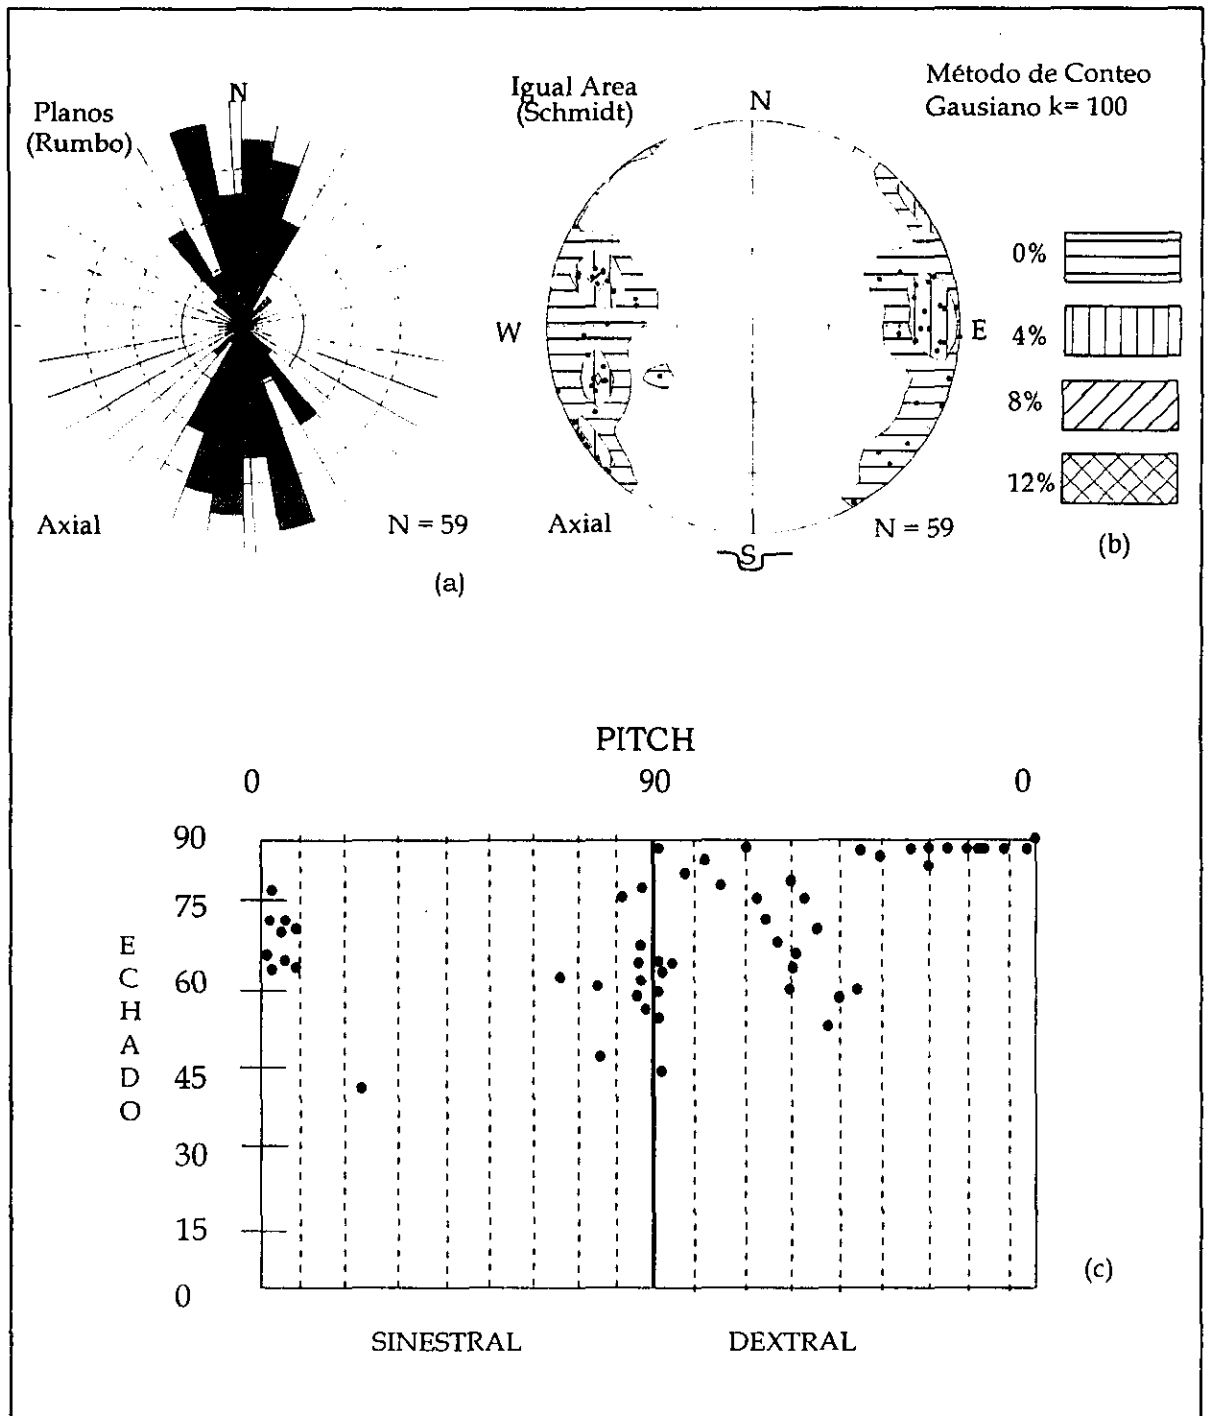 Planos
(Rumbo)
N
Axial
N = 59
(a)
Igual Area
(Schmidt)
N
W
E
S
Axial
N = 59
Método de Conteo
Gausiano k= 100
0%
4%
8%
12%
(b)
PITCH
0 90 0
90
75
60
45
30
15
0
ECHADO
SINESTRAL
DEXTRAL
(c)